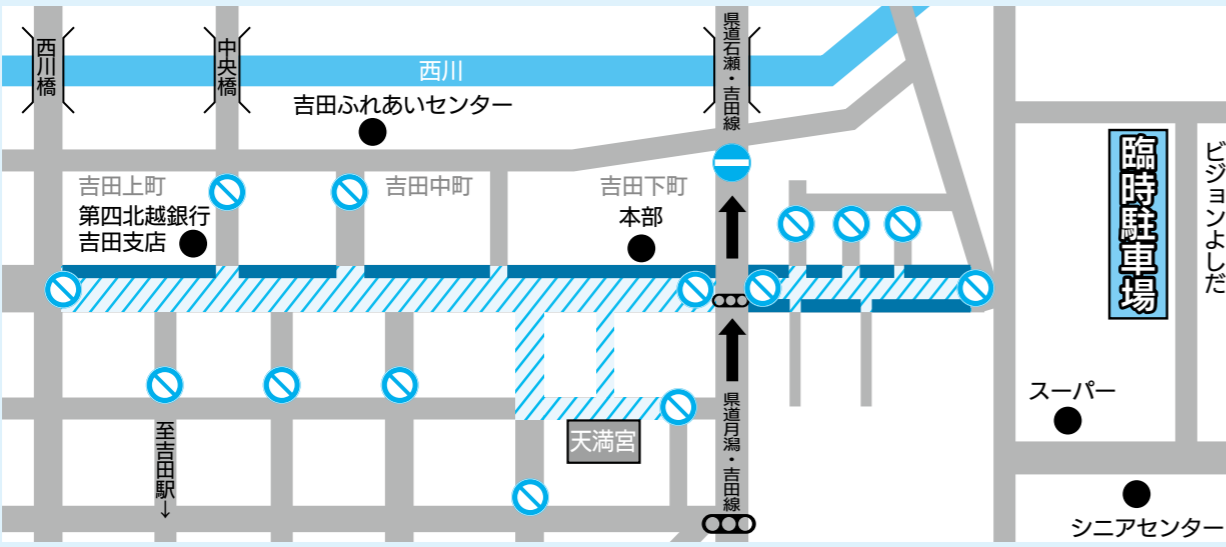 西川橋
中央橋
西川
県道石瀬・吉田線
吉田ふれあいセンター
吉田上町
吉田中町
吉田下町
第四北越銀行
吉田支店
本部
臨時駐車場
ビジョンよしだ
県道月潟・吉田線
スーパー
天満宮
至吉田駅→
シニアセンター